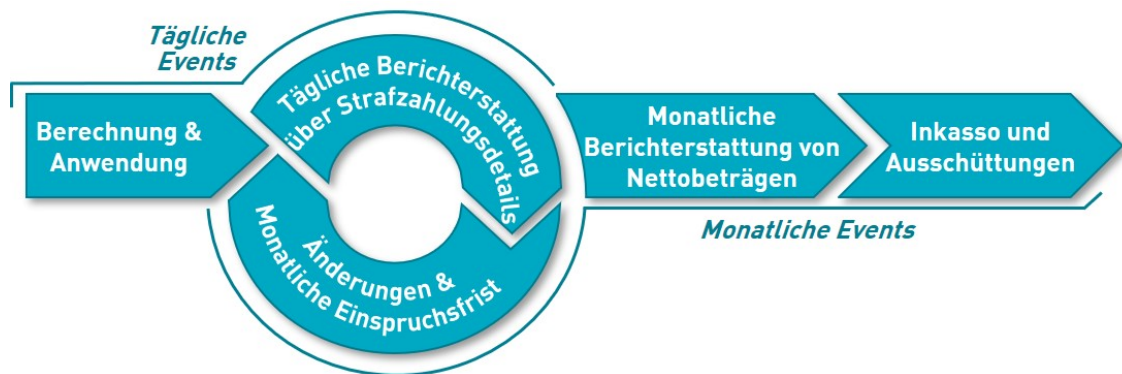 Tägliche
Events
Berechnung &
Anwendung
Tägliche Berichterstattung
über Strafzahlungsdetails
Änderungen &
Monatliche Einspruchsfrist
Monatliche
Berichterstattung von
Nettobeträgen
Inkasso und
Ausschüttungen
Monatliche Events